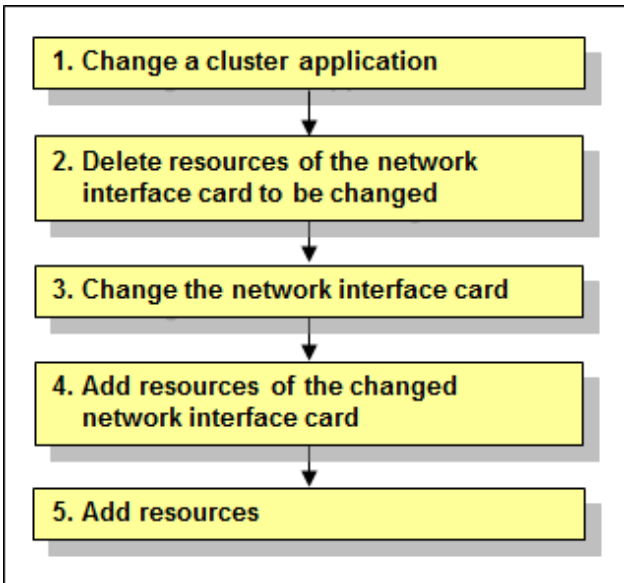 1. Change a cluster application
2. Delete resources of the network
interface card to be changed
3. Change the network interface card
4. Add resources of the changed
network interface card
5. Add resources